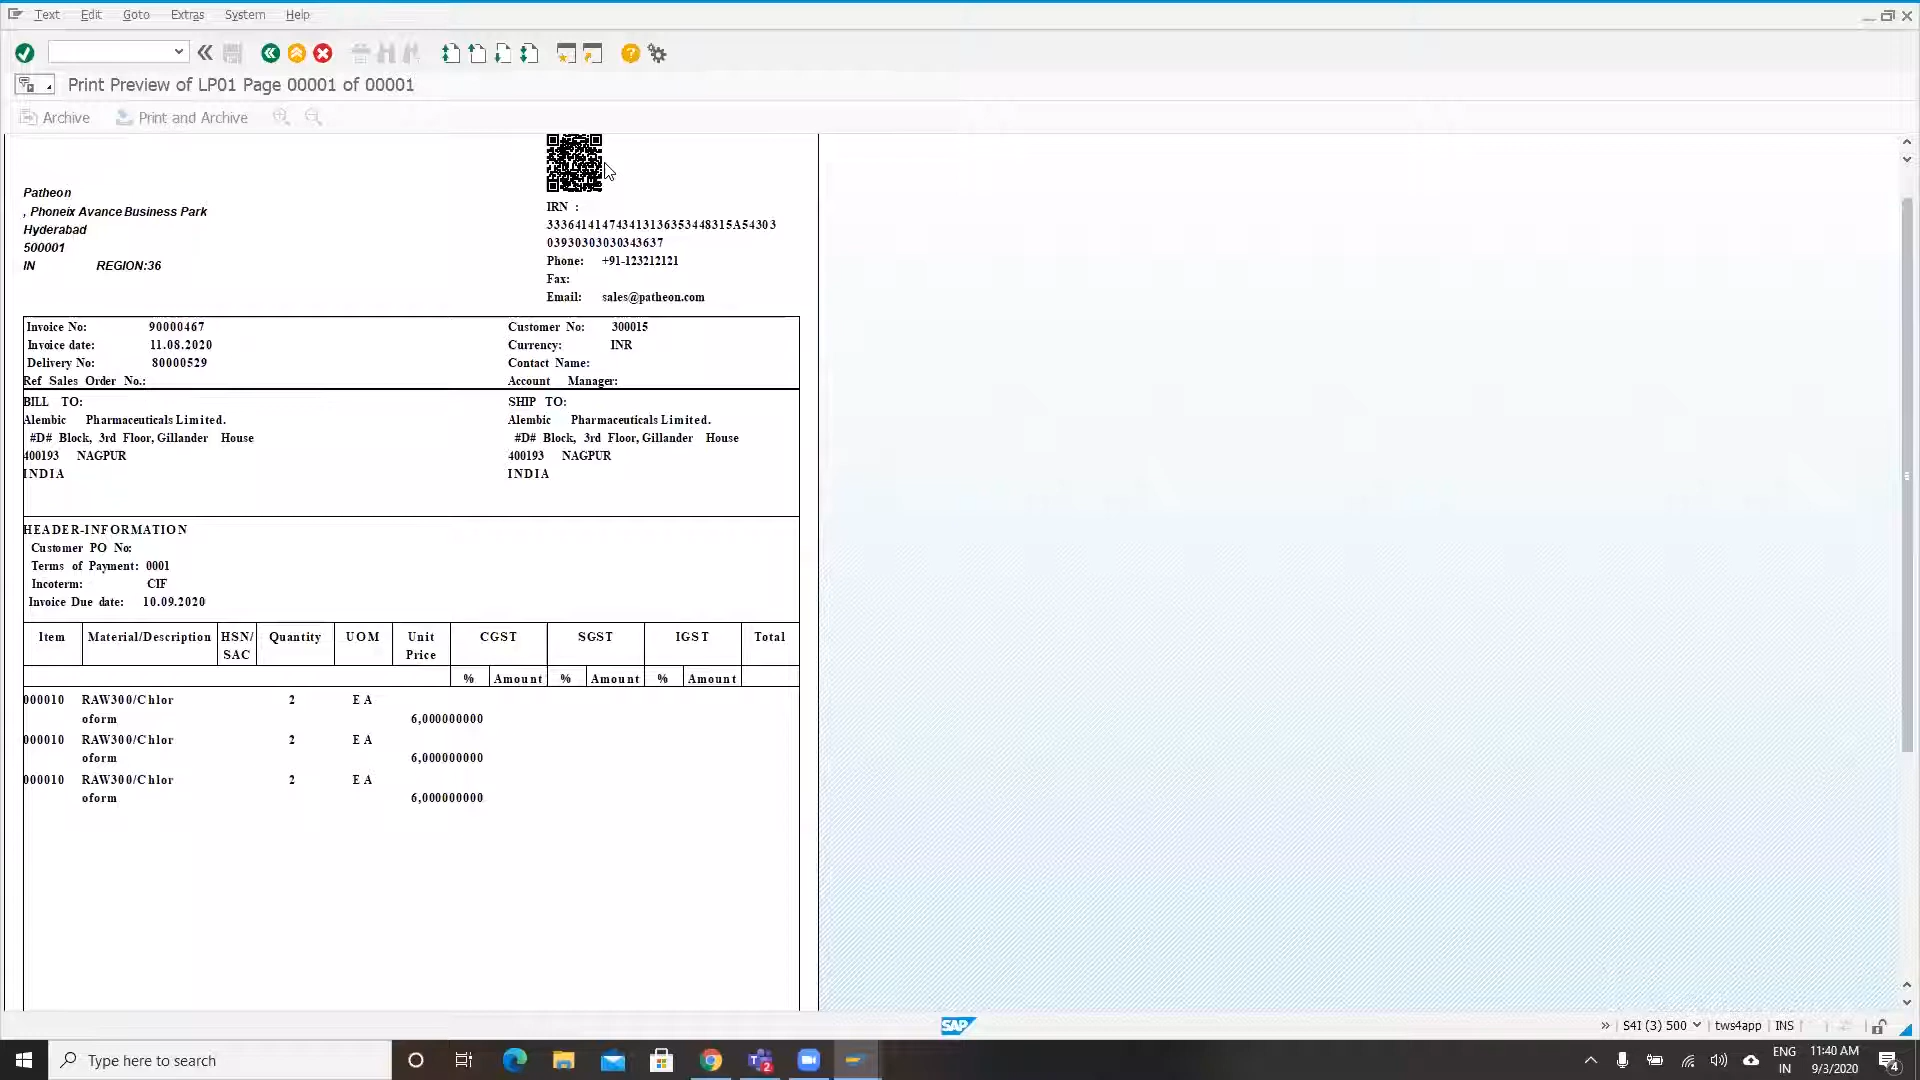 Text Edit Goto Extras System Help
Print Preview of LP01 Page 00001 of 00001
Archive Print and Archive
Patheon
, Phoneix Avance Business Park
Hyderabad
500001
IN REGION:36
IRN :
33364141474341313635344831​5A54303
03930303030343637
Phone: +91-123212121
Fax:
Email: sales@patheon.com
Invoice No: 90000467
Invoice date: 11.08.2020
Delivery No: 80000529
Ref Sales Order No.:
Customer No: 300015
Currency: INR
Contact Name:
Account Manager:
BILL TO:
Alembic Pharmaceuticals Limited.
#D# Block, 3rd Floor, Gillander House
400193 NAGPUR
INDIA
SHIP TO:
Alembic Pharmaceuticals Limited.
#D# Block, 3rd Floor, Gillander House
400193 NAGPUR
INDIA
HEADER-INFORMATION
Customer PO No:
Terms of Payment: 0001
Incoterm: CIF
Invoice Due date: 10.09.2020
Item Material/Description HSN/ Quantity UOM Unit CGST SGST IGST Total
SAC Price
% Amount % Amount % Amount
000010 RAW300/Chlor 2 EA
oform 6,000000000
000010 RAW300/Chlor 2 EA
oform 6,000000000
000010 RAW300/Chlor 2 EA
oform 6,000000000
SAP
S4I (3) 500 tws4app INS
Type here to search
2
ENG 11:40 AM
IN 9/3/2020
4